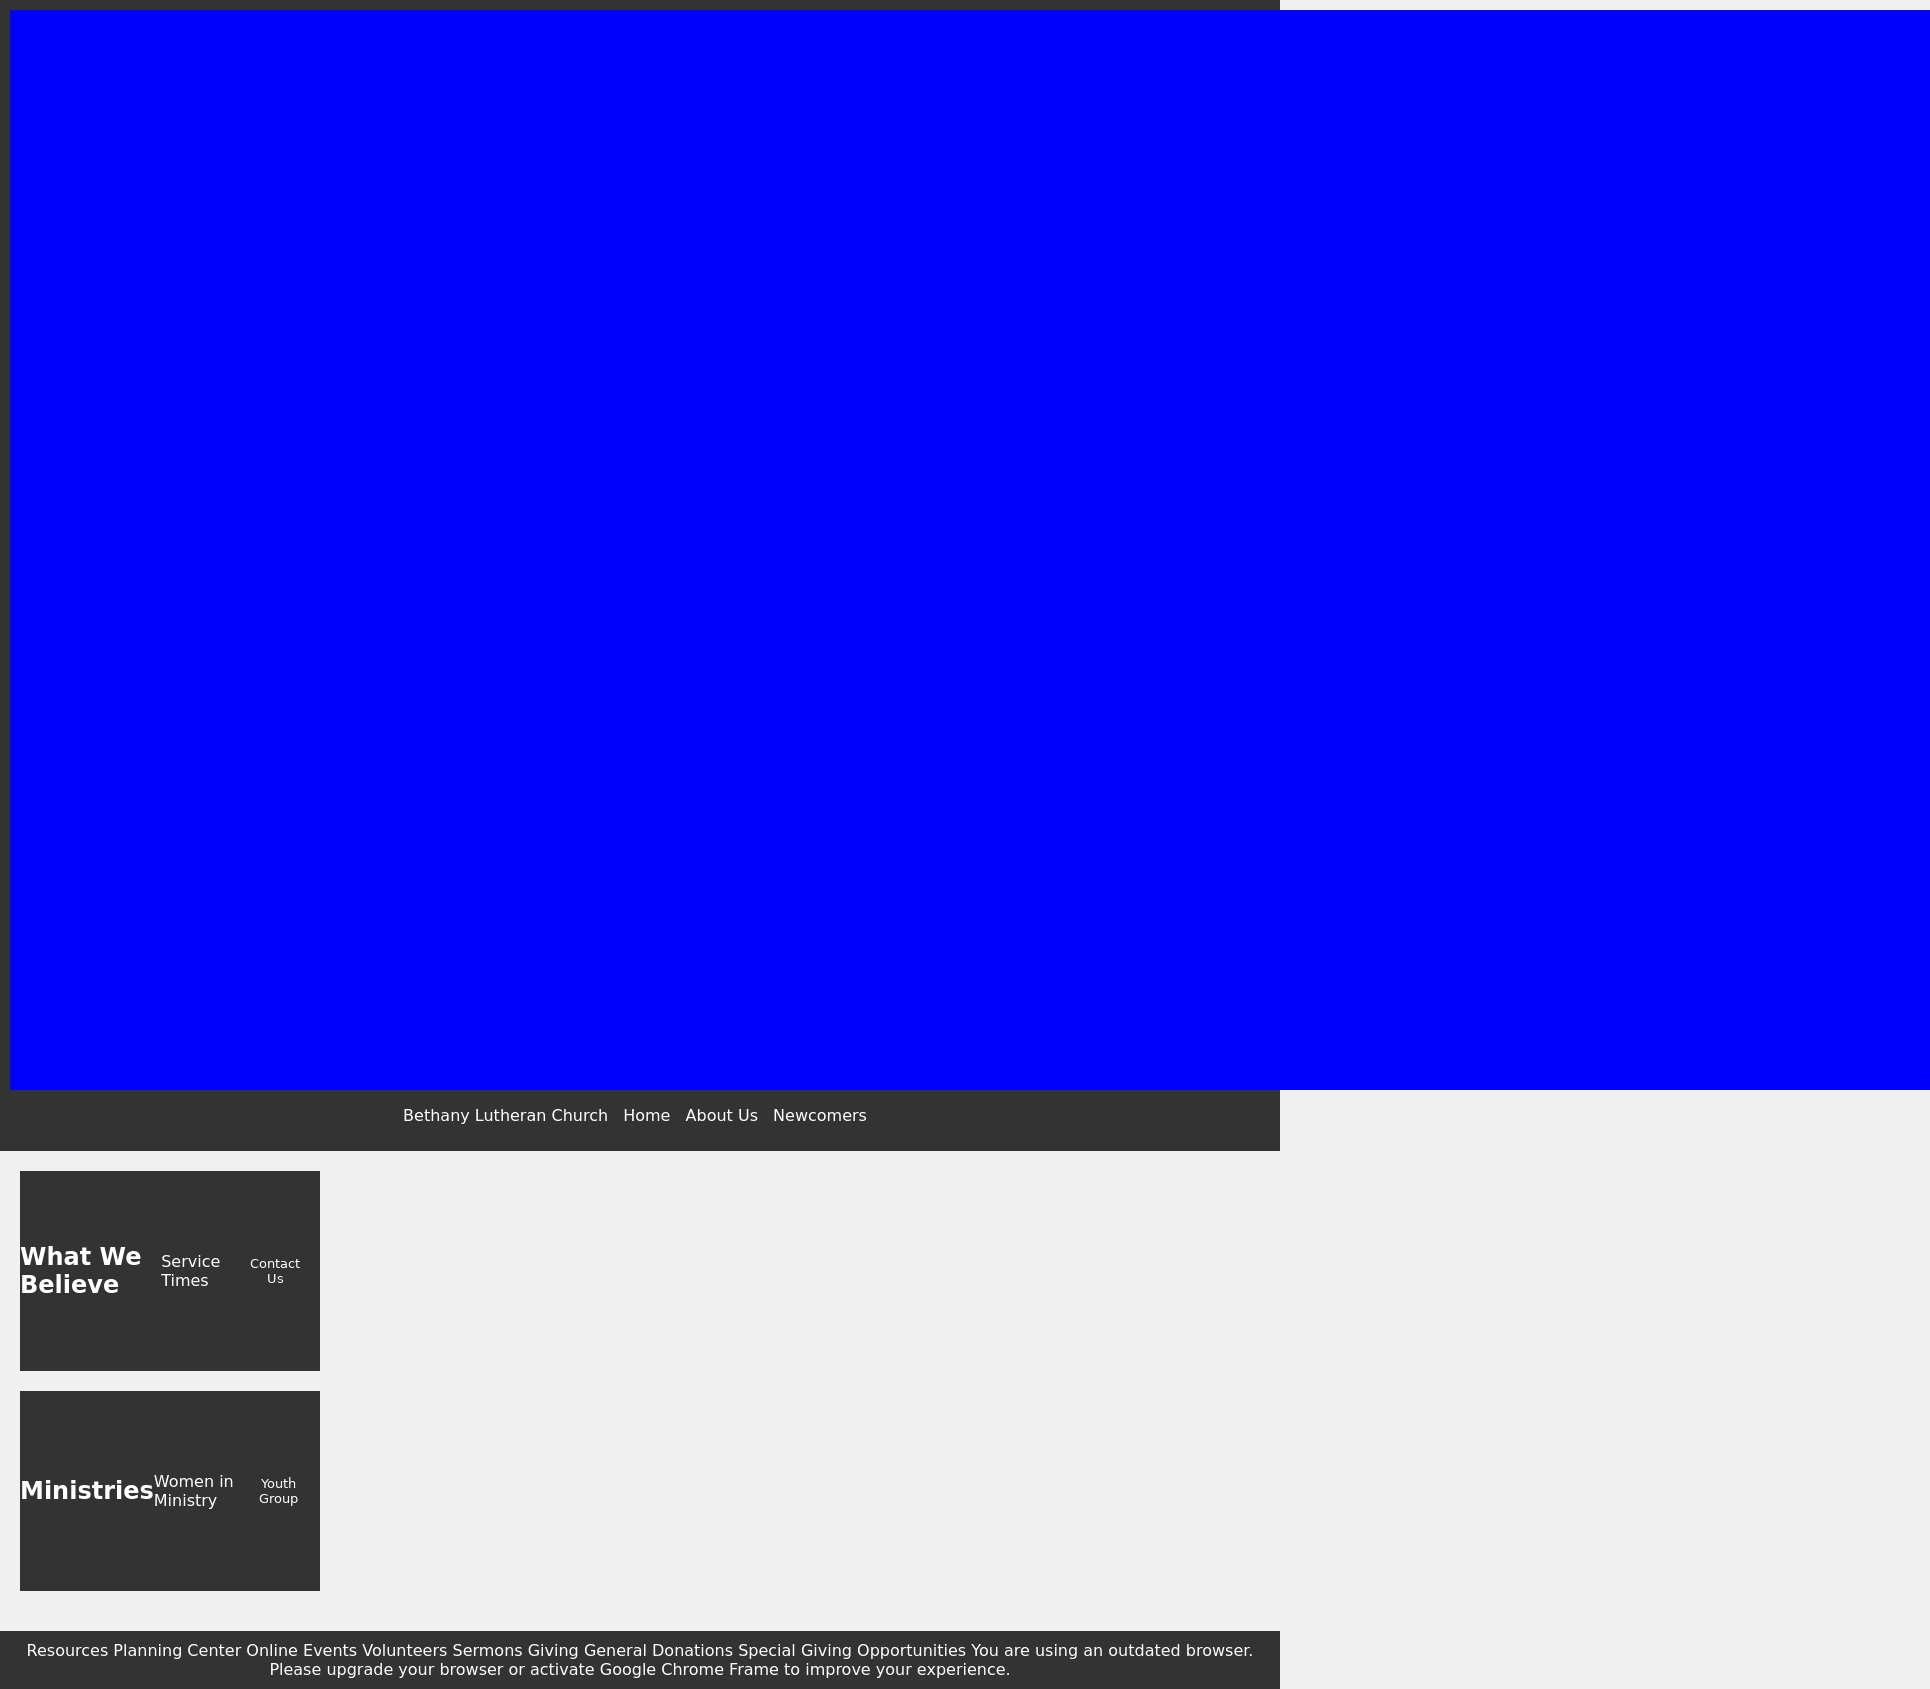 Bethany Lutheran Church Home About Us Newcomers
What We
Believe
Service
Times
Contact
Us
Ministries
Women in
Ministry
Youth
Group
Resources Planning Center Online Events Volunteers Sermons Giving General Donations Special Giving Opportunities You are using an outdated browser.
Please upgrade your browser or activate Google Chrome Frame to improve your experience.